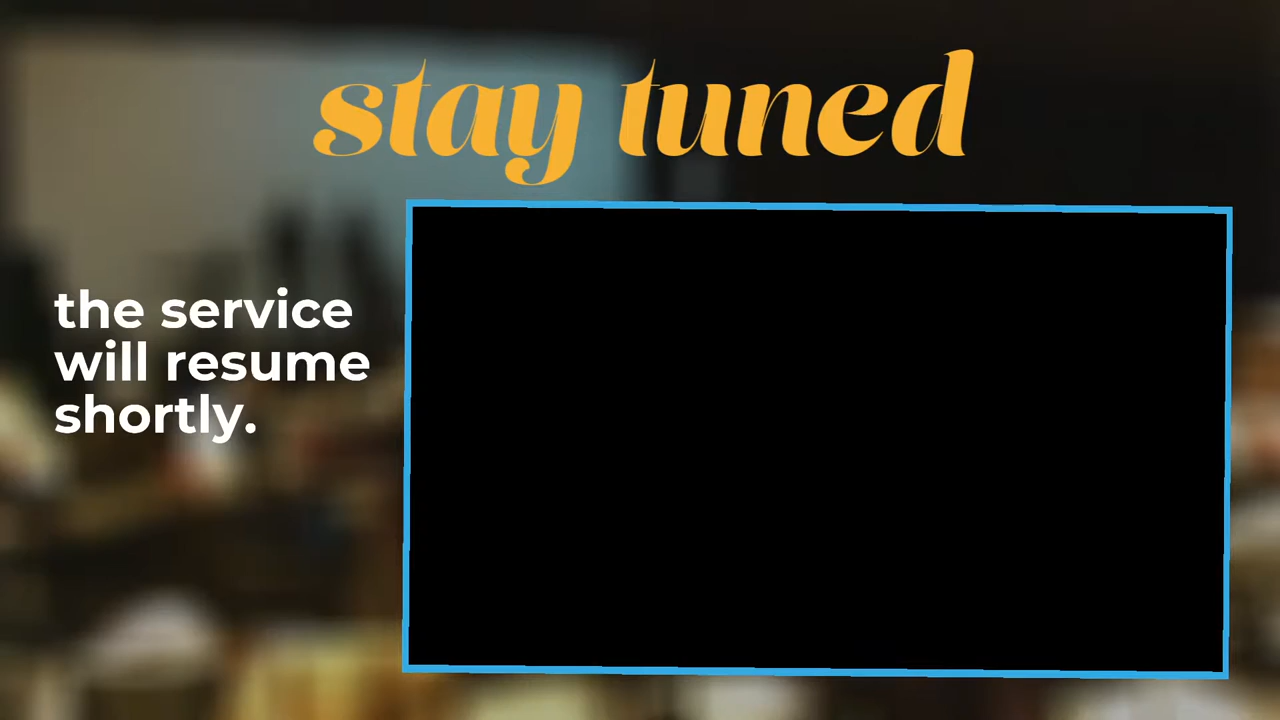 stay tuned
the service
will resume
shortly.